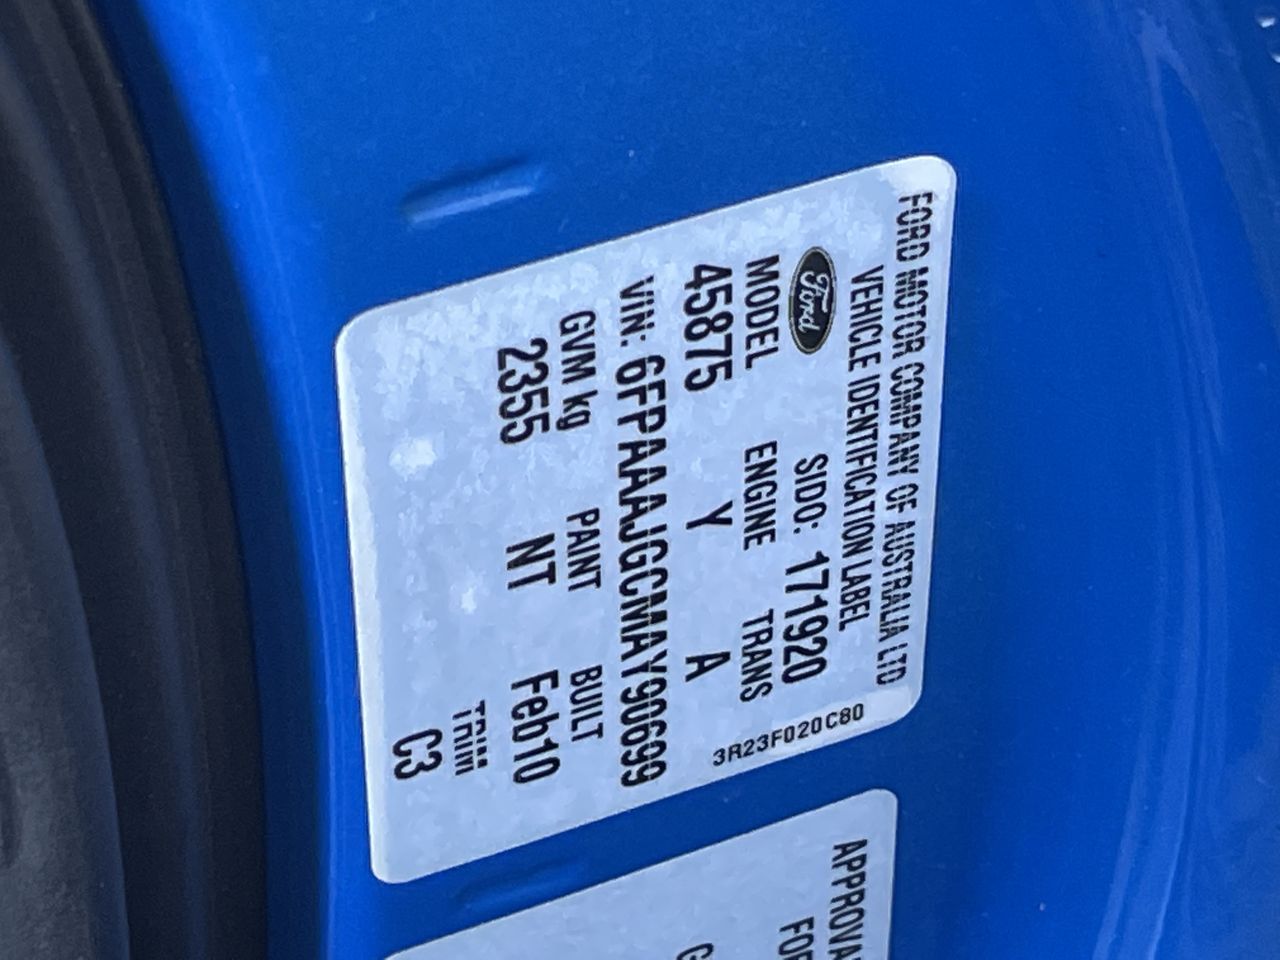 FORD MOTOR COMPANY OF AUSTRALIA LTD
VEHICLE IDENTIFICATION LABEL
Ford SIDO: 171920
3R23F020C80
MODEL ENGINE TRANS
45875 Y A
VIN: 6FPAAAJGCMAY90699
GVM kg PAINT BUILT
2355 NT Feb10
TRIM
C3
APPROVA
FOR
G